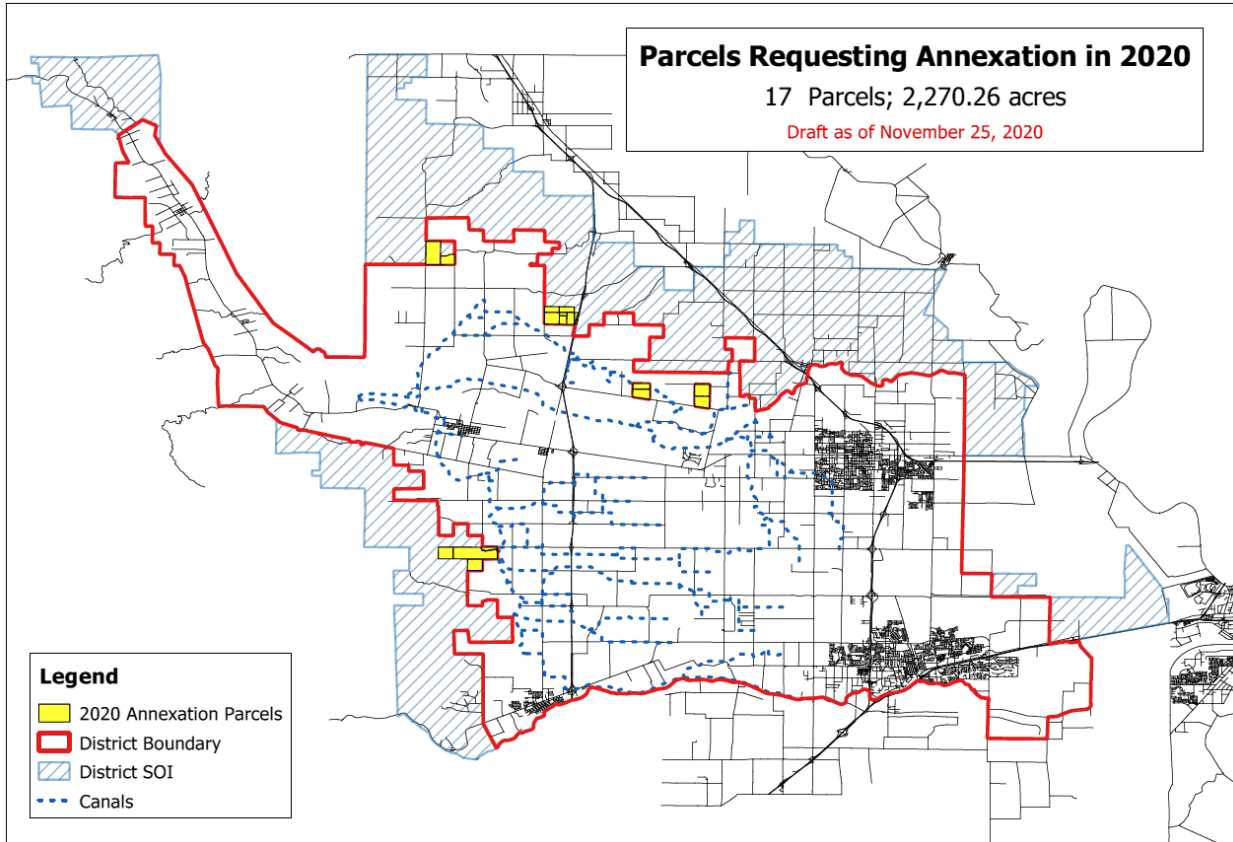 Parcels Requesting Annexation in 2020
17 Parcels; 2,270.26 acres
Draft as of November 25, 2020
Legend
2020 Annexation Parcels
District Boundary
District SOI
Canals